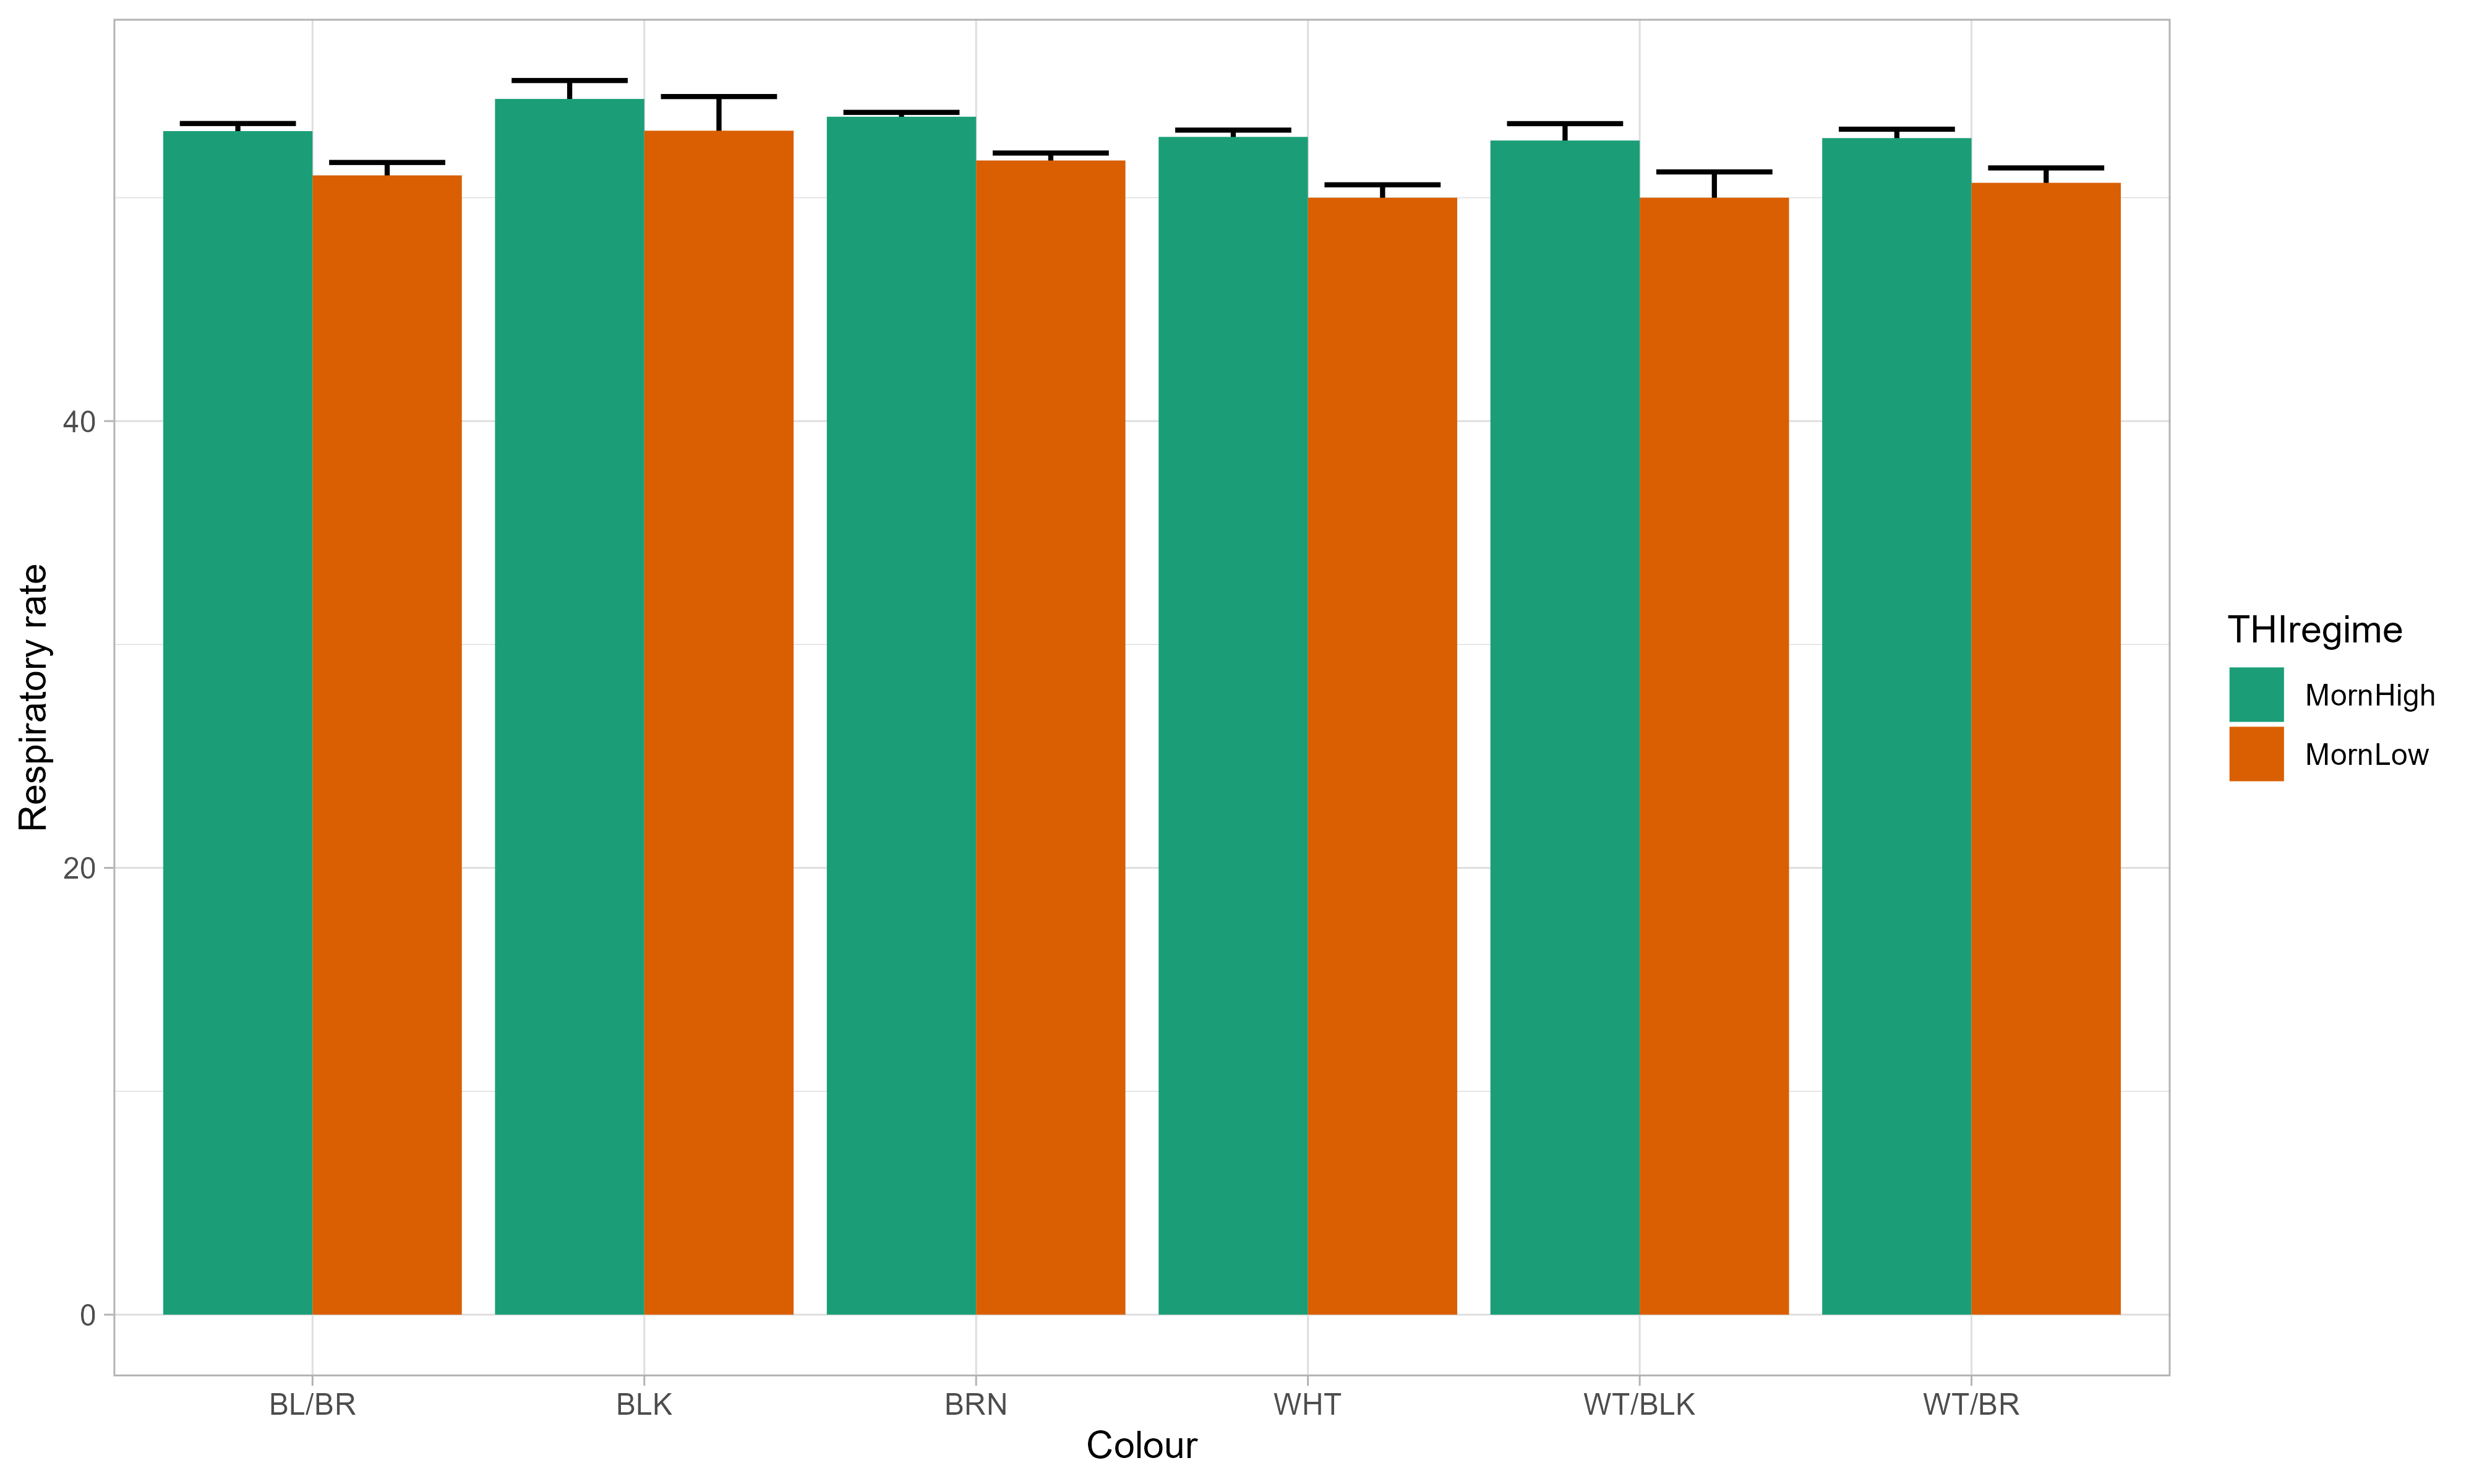 Respiratory rate
40
20
0
BL/BR
BLK
BRN
WHT
WT/BLK
WT/BR
Colour
THIregime
MornHigh
MornLow